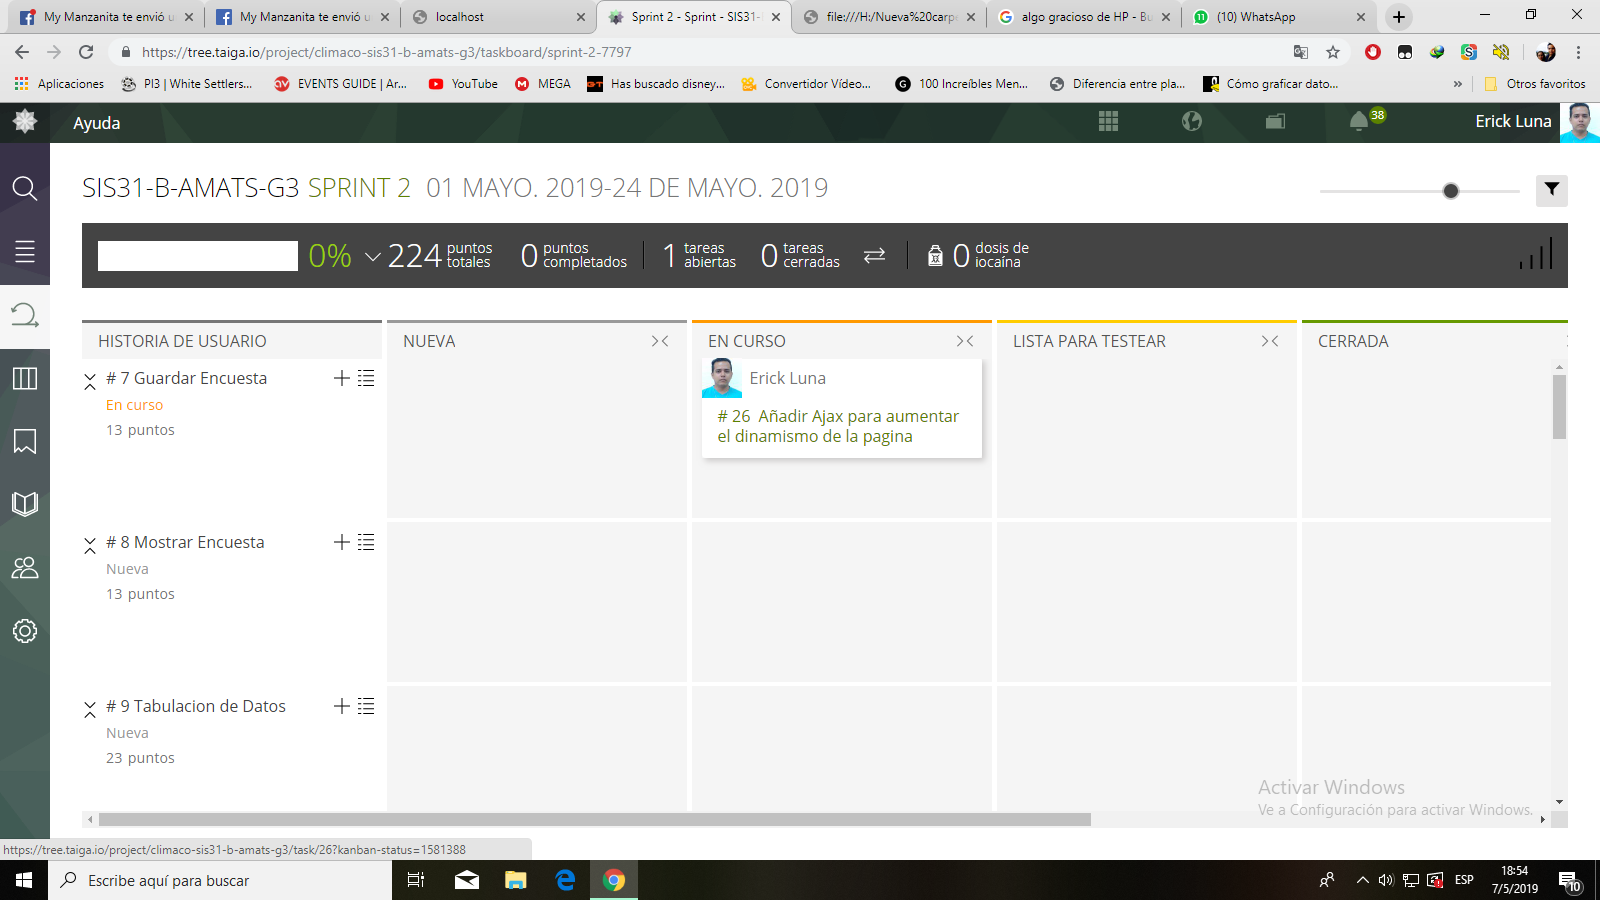 My Manzanita te envió u
My Manzanita te envió u
localhost
Sprint 2 - Sprint - SIS31-
file:///H:/Nueva%20carpe
algo gracioso de HP - Bu
(10) WhatsApp
https://tree.taiga.io/project/climaco-sis31-b-amats-g3/taskboard/sprint-2-7797
Aplicaciones
PI3 | White Settlers...
EVENTS GUIDE | Ar...
YouTube
MEGA
Has buscado disney...
Convertidor Vídeo...
100 Increíbles Men...
Diferencia entre pla...
Cómo graficar dato...
»
Otros favoritos
Ayuda
38
Erick Luna
SIS31-B-AMATS-G3 SPRINT 2 01 MAYO. 2019-24 DE MAYO. 2019
0%
224 puntos totales
0 puntos completados
1 tareas abiertas
0 tareas cerradas
0 dosis de iocaína
HISTORIA DE USUARIO
NUEVA
EN CURSO
LISTA PARA TESTEAR
CERRADA
# 7 Guardar Encuesta
En curso
13 puntos
Erick Luna
# 26 Añadir Ajax para aumentar
el dinamismo de la pagina
# 8 Mostrar Encuesta
Nueva
13 puntos
# 9 Tabulacion de Datos
Nueva
23 puntos
Activar Windows
Ve a Configuración para activar Windows.
https://tree.taiga.io/project/climaco-sis31-b-amats-g3/task/26?kanban-status=1581388
Escribe aquí para buscar
ESP
18:54
7/5/2019
10